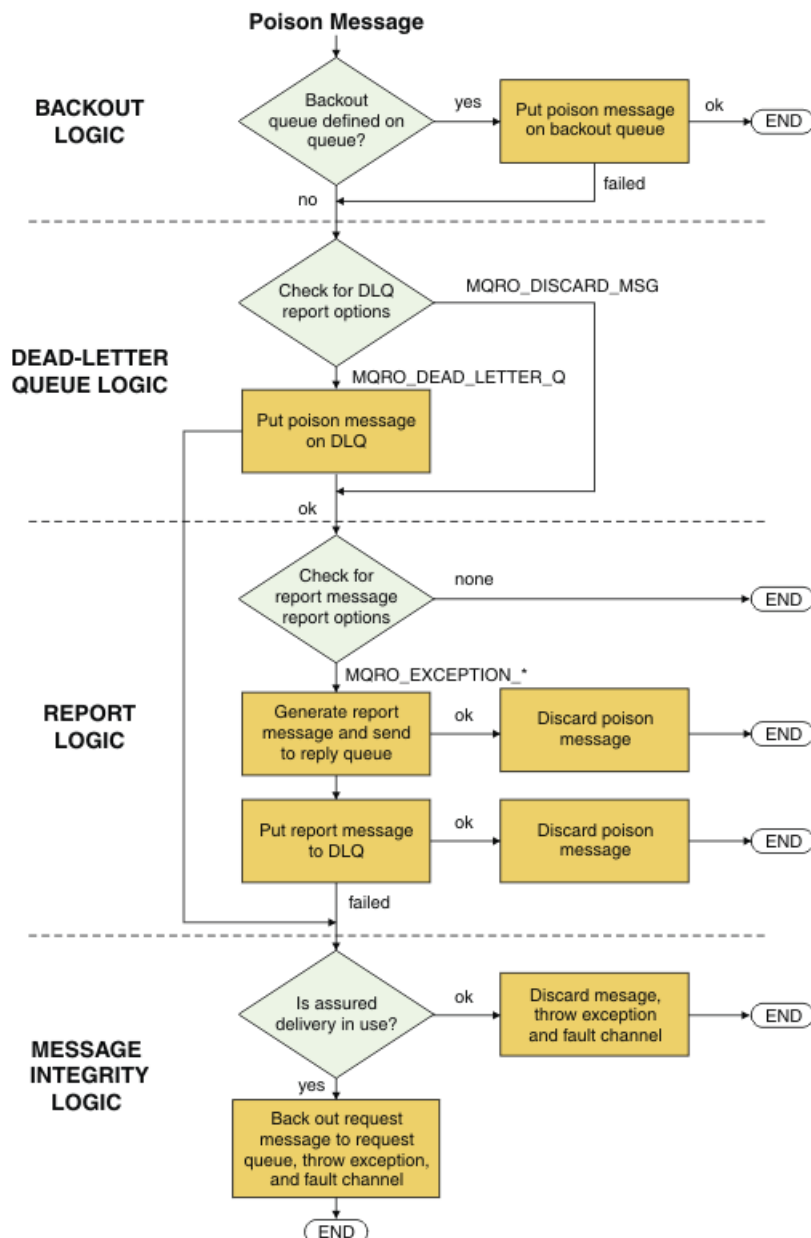 Poison Message
BACKOUT
LOGIC
Backout
queue defined on
queue?
yes
Put poison message
on backout queue
ok
END
failed
no
DEAD-LETTER
QUEUE LOGIC
Check for DLQ
report options
MQRO_DISCARD_MSG
MQRO_DEAD_LETTER_Q
Put poison message
on DLQ
ok
REPORT
LOGIC
Check for
report message
report options
none
END
MQRO_EXCEPTION_*
Generate report
message and send
to reply queue
ok
Discard poison
message
END
Put report message
to DLQ
ok
Discard poison
message
END
failed
MESSAGE
INTEGRITY
LOGIC
Is assured
delivery in use?
ok
Discard mesage,
throw exception
and fault channel
END
yes
Back out request
message to request
queue, throw exception,
and fault channel
END